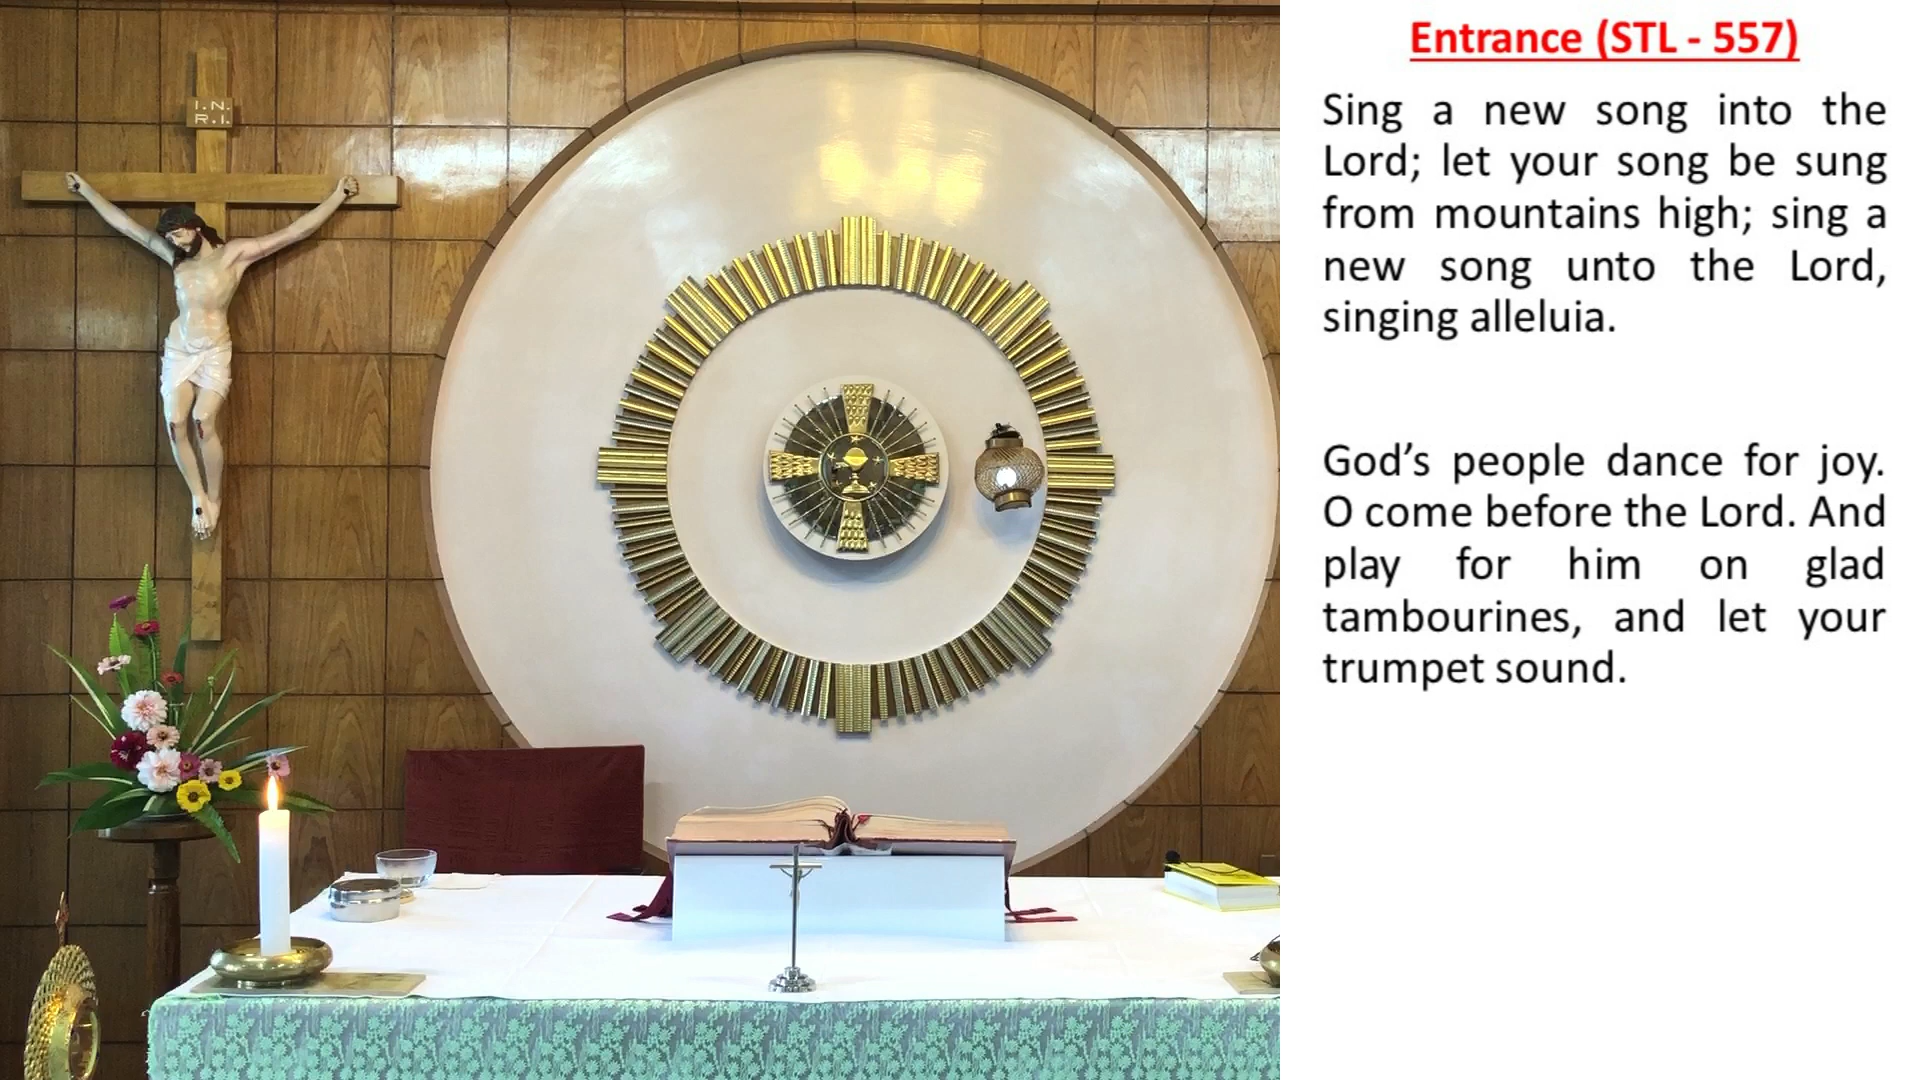 I.N.
R.I.
Entrance (STL - 557)
Sing a new song into the
Lord; let your song be sung
from mountains high; sing a
new song unto the Lord,
singing alleluia.
God's people dance for joy.
O come before the Lord. And
play for him on glad
tambourines, and let your
trumpet sound.